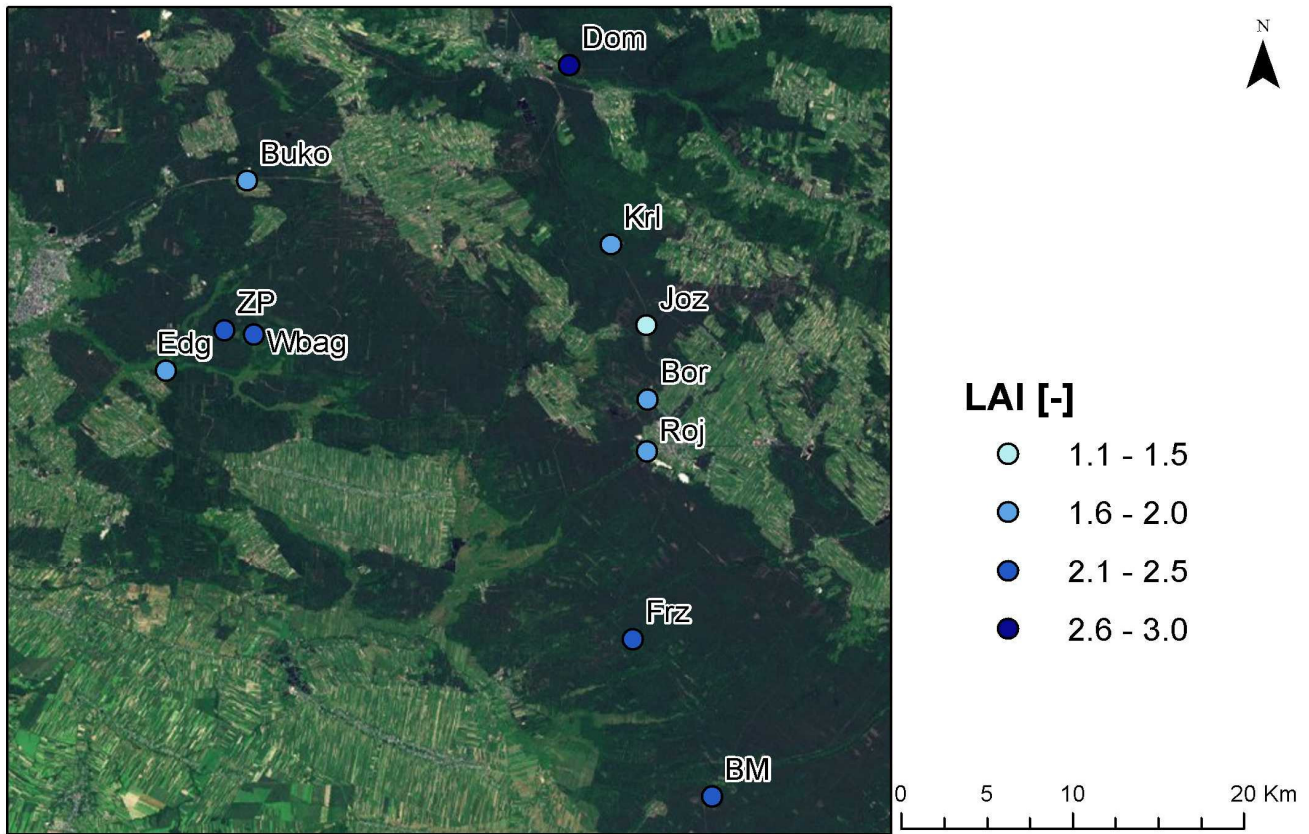 N
Dom
Buko
Krl
Joz
ZP
Wbag
Edg
Bor
Roj
Frz
BM
LAI [-]
1.1 - 1.5
1.6 - 2.0
2.1 - 2.5
2.6 - 3.0
0 5 10 20 Km